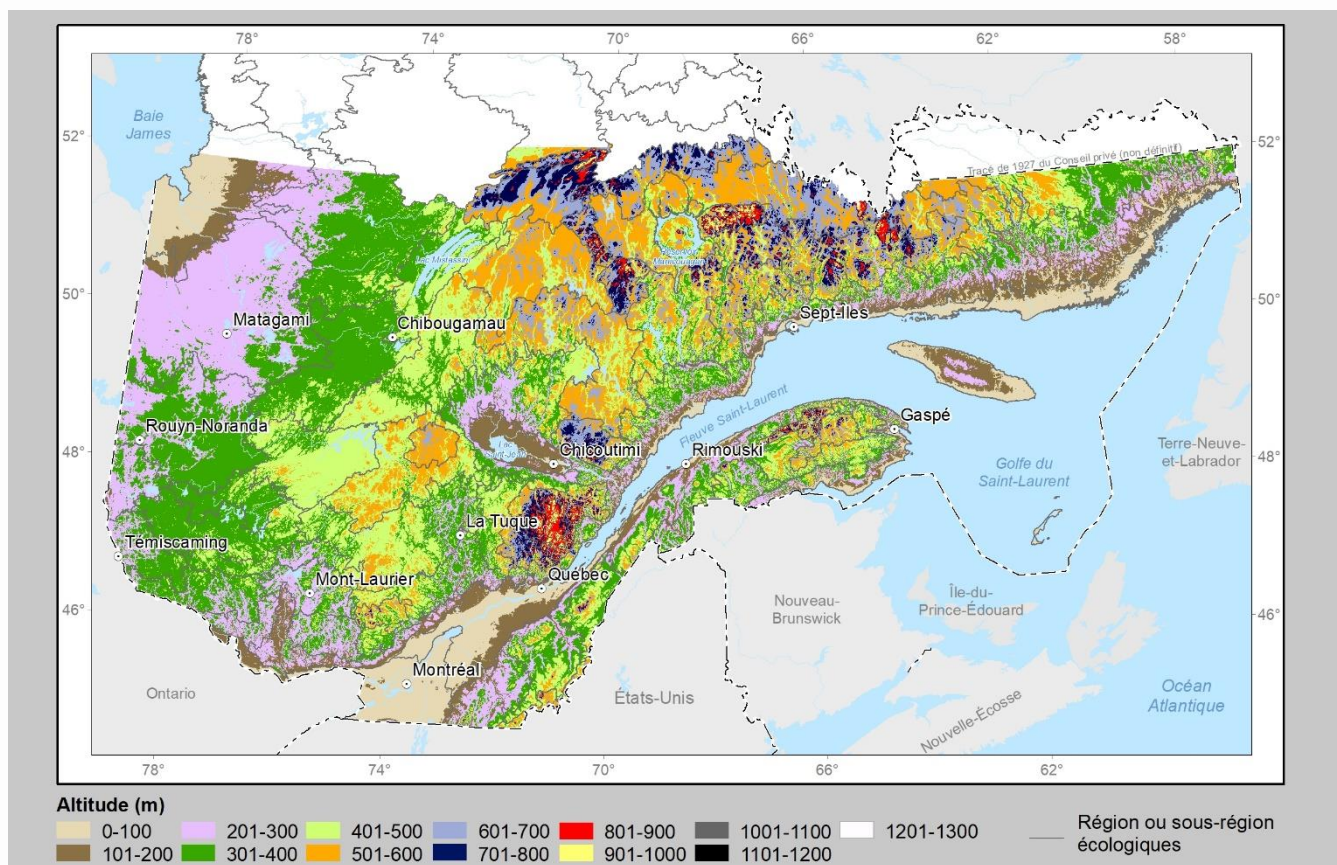 78° 74° 70° 66° 62° 58°
Baie
James
52° 52°
Tracé de 1927 du Conseil privé (non définitif)
Lac Mistassini
50° 50°
Sept-Iles
Matagami
Chibougamau
Fleuve Saint-Laurent
Gaspé
Rouyn-Noranda
Terre-Neuve-
et-Labrador
48° 48°
Lac
Saint-Jean
Chicoutimi
Rimouski
Golfe du
Saint-Laurent
La Tuque
Témiscaming
Mont-Laurier
Québec
Nouveau-
Brunswick
Île-du-
Prince-Édouard
46° 46°
Montréal
Ontario
États-Unis
Nouvelle-Écosse
Océan
Atlantique
78° 74° 70° 66° 62°
Altitude (m)
0-100 201-300 401-500 601-700 801-900 1001-1100 1201-1300
101-200 301-400 501-600 701-800 901-1000 1101-1200
Région ou sous-région
écologiques